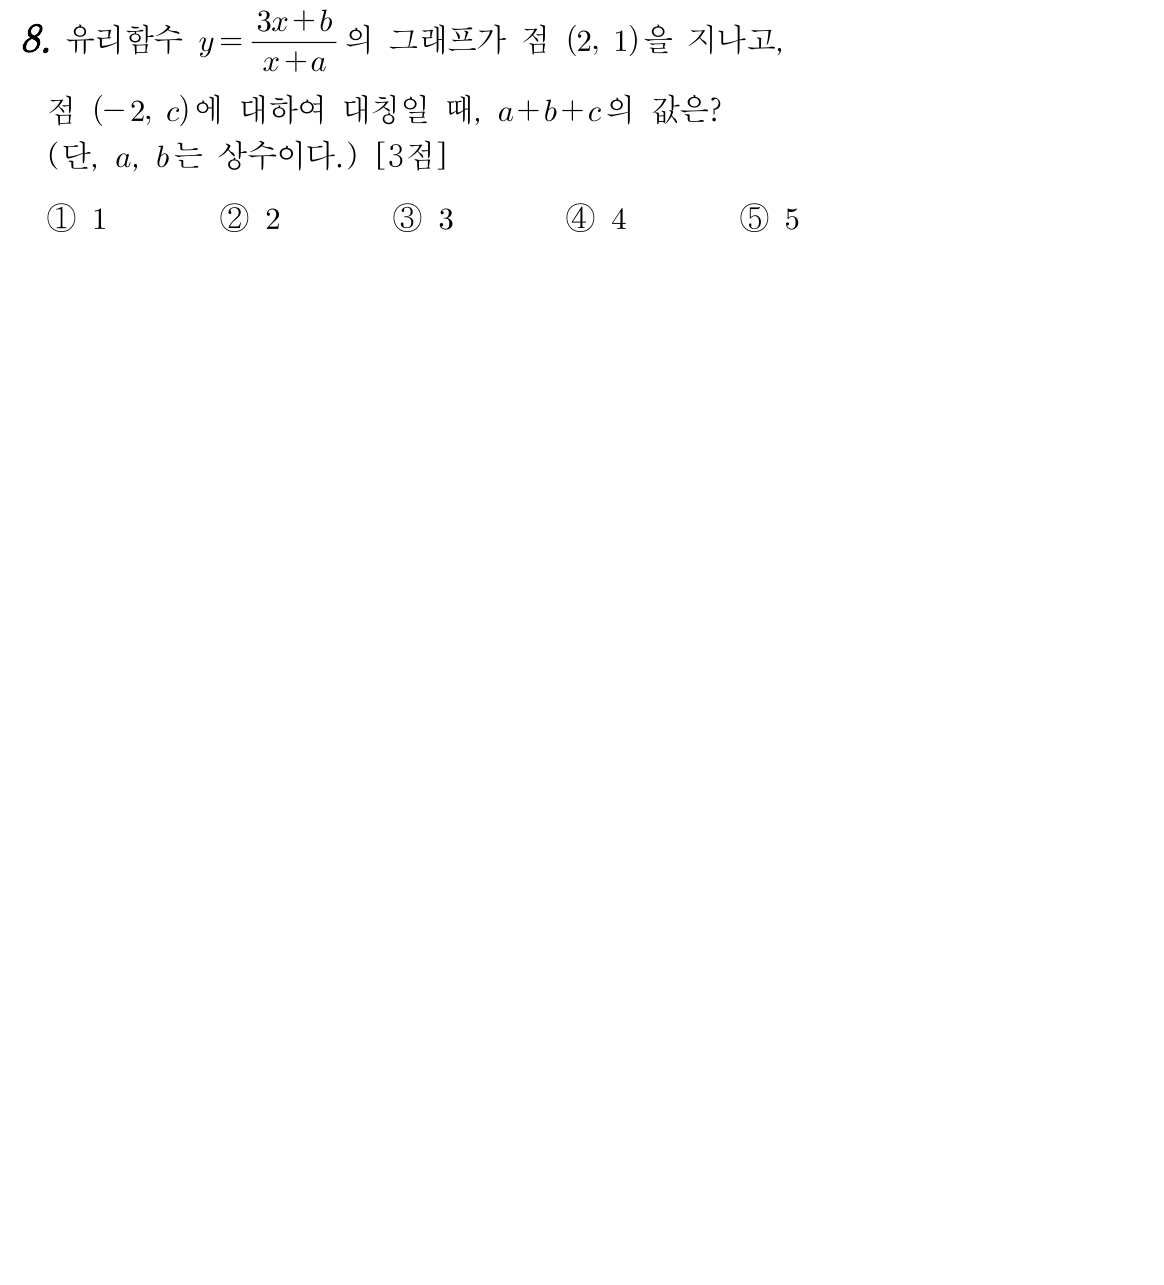 8. 유리함수 y = \frac{3x+b}{x+a} 의 그래프가 점 (2, 1)을 지나고,
점 (−2, c)에 대하여 대칭일 때, a+b+c의 값은?
(단, a, b는 상수이다.) [3점]
① 1 ② 2 ③ 3 ④ 4 ⑤ 5